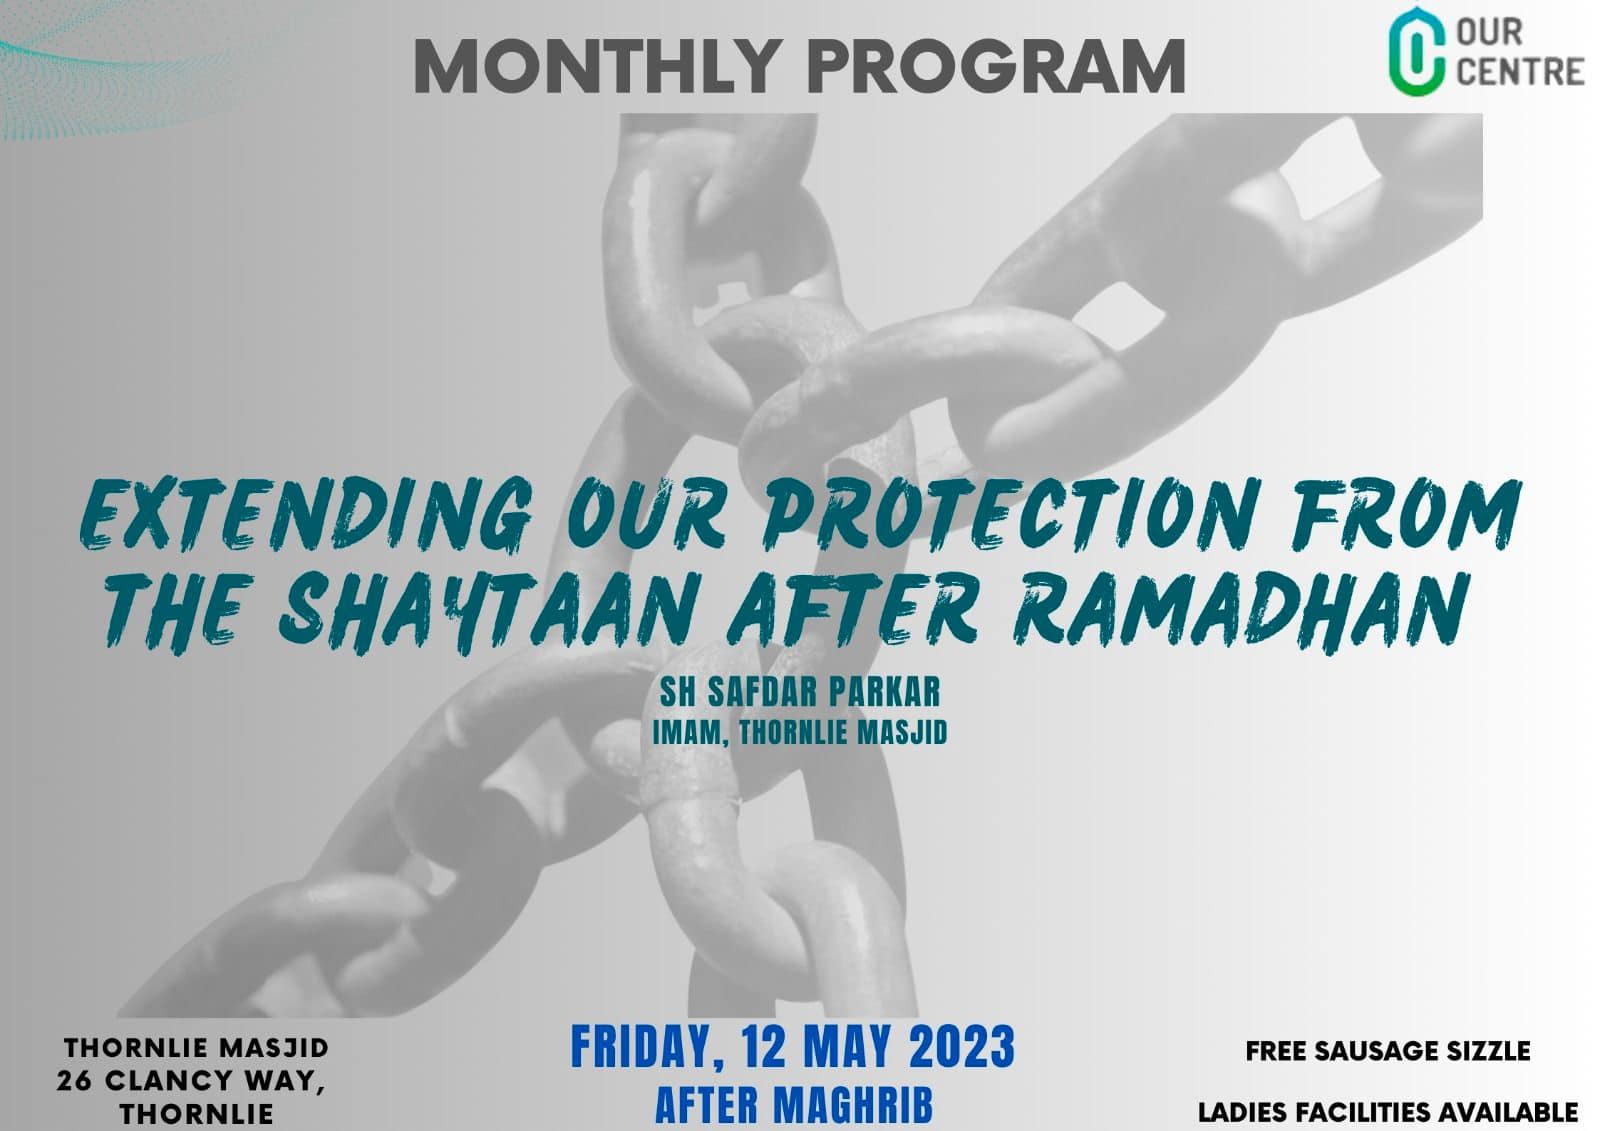 MONTHLY PROGRAM
OUR
CENTRE
EXTENDING OUR PROTECTION FROM
THE SHAYTAAN AFTER RAMADHAN
SH SAFDAR PARKAR
IMAM, THORNLIE MASJID
THORNLIE MASJID
26 CLANCY WAY,
THORNLIE
FRIDAY, 12 MAY 2023
AFTER MAGHRIB
FREE SAUSAGE SIZZLE
LADIES FACILITIES AVAILABLE